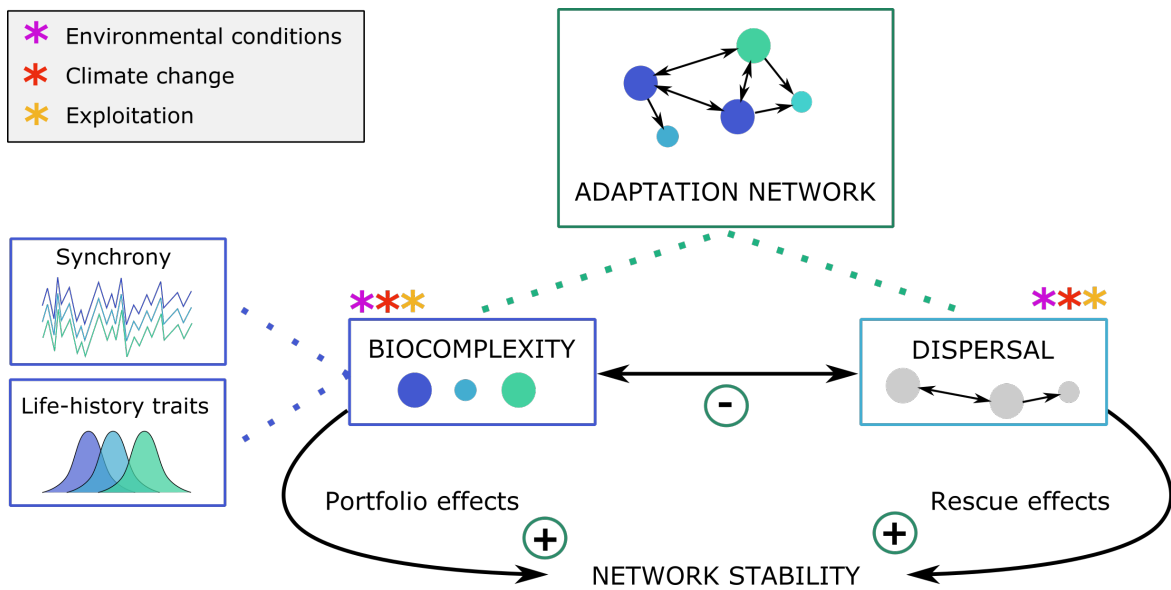 * Environmental conditions
* Climate change
* Exploitation
ADAPTATION NETWORK
Synchrony
Life-history traits
* * *
BIOCOMPLEXITY
-
* * *
DISPERSAL
Portfolio effects
+
Rescue effects
+
NETWORK STABILITY